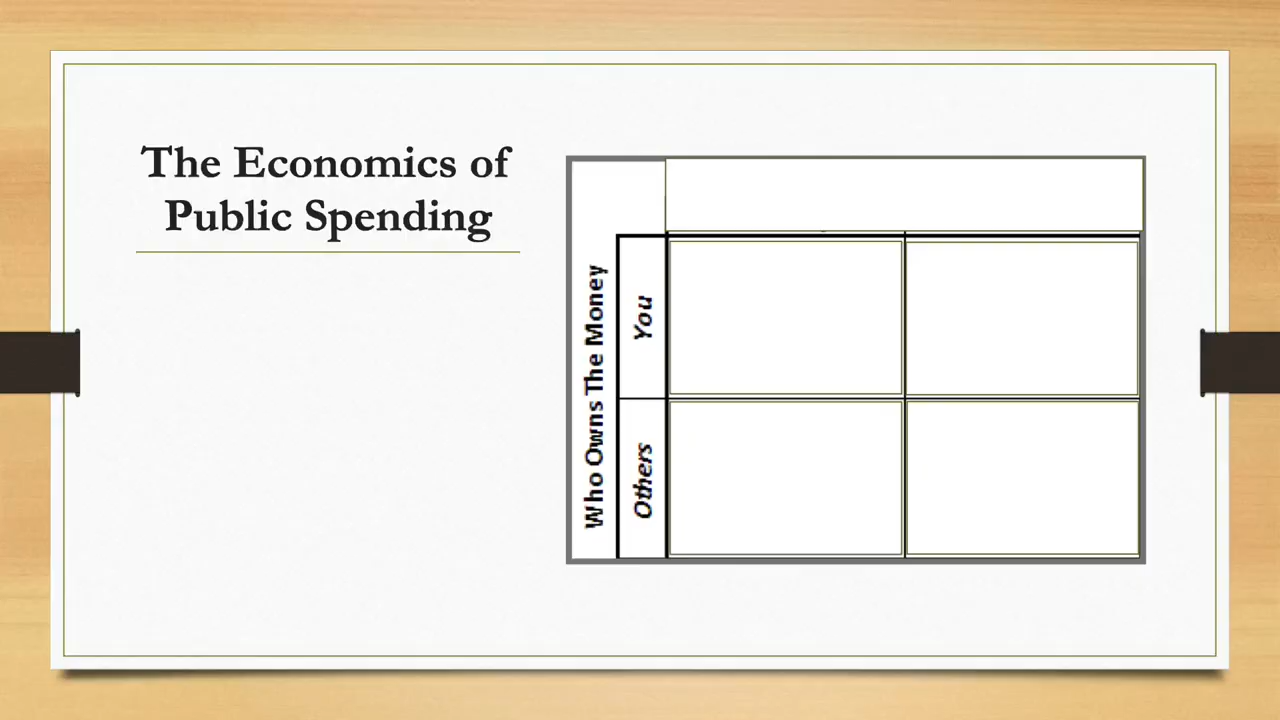 The Economics of
Public Spending
Who Owns The Money
You
Others